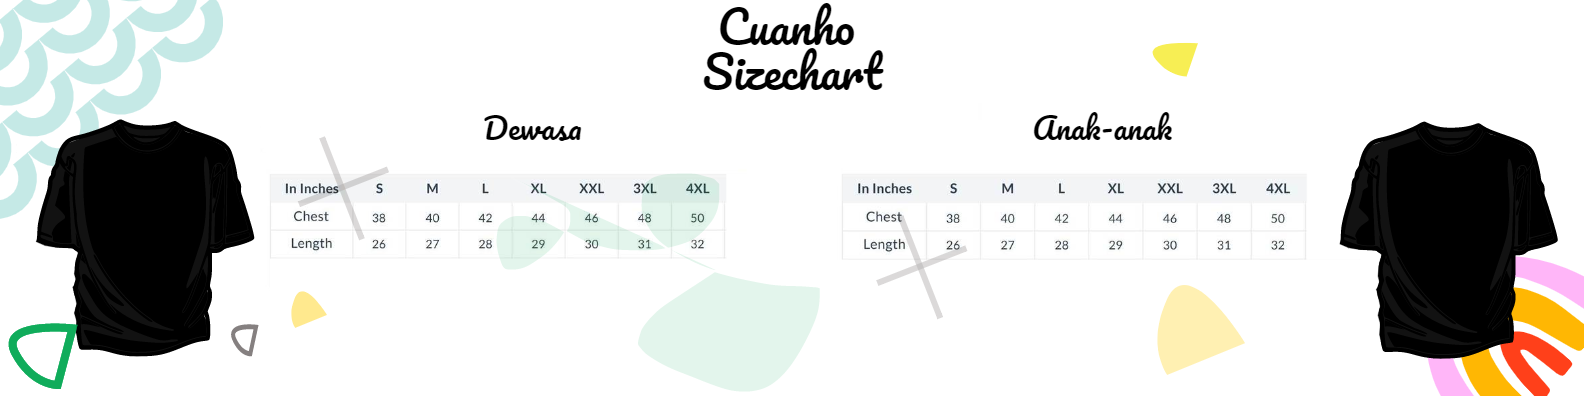 Cuanho
Sizechart
Dewasa
In Inches S M L XL XXL 3XL 4XL
Chest 38 40 42 44 46 48 50
Length 26 27 28 29 30 31 32
Anak-anak
In Inches S M L XL XXL 3XL 4XL
Chest 38 40 42 44 46 48 50
Length 26 27 28 29 30 31 32